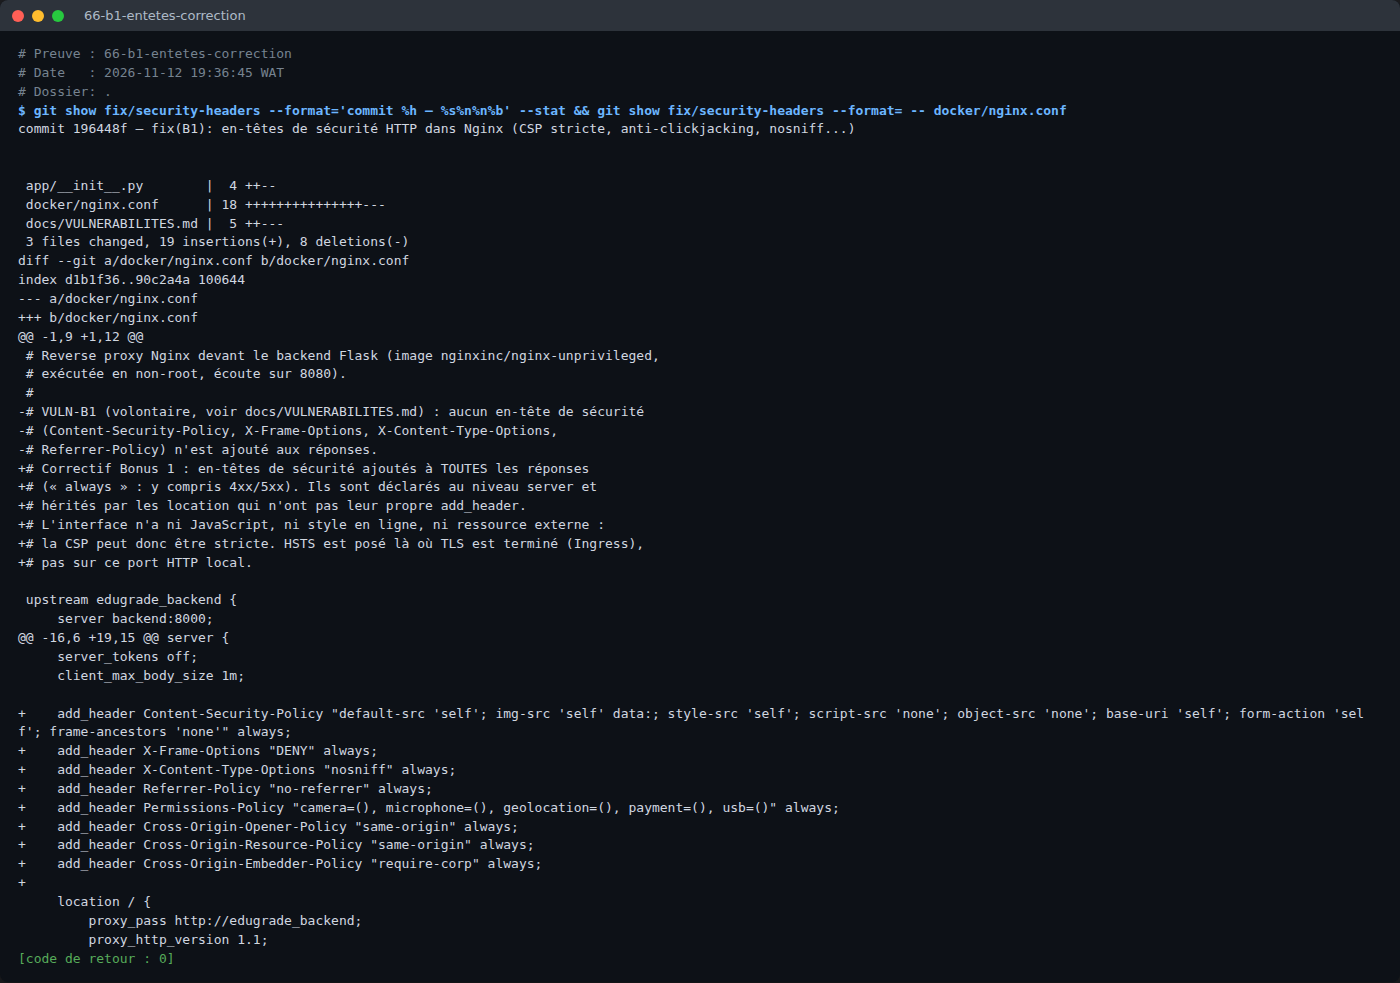 66-b1-entetes-correction
# Preuve : 66-b1-entetes-correction
# Date   : 2026-11-12 19:36:45 WAT
# Dossier: .
$ git show fix/security-headers --format='commit %h — %s%n%n%b' --stat && git show fix/security-headers --format= -- docker/nginx.conf
commit 196448f — fix(B1): en-têtes de sécurité HTTP dans Nginx (CSP stricte, anti-clickjacking, nosniff...)
 app/__init__.py        |  4 ++--
 docker/nginx.conf      | 18 +++++++++++++++---
 docs/VULNERABILITES.md |  5 ++---
 3 files changed, 19 insertions(+), 8 deletions(-)
diff --git a/docker/nginx.conf b/docker/nginx.conf
index d1b1f36..90c2a4a 100644
--- a/docker/nginx.conf
+++ b/docker/nginx.conf
@@ -1,9 +1,12 @@
 # Reverse proxy Nginx devant le backend Flask (image nginxinc/nginx-unprivileged,
 # exécutée en non-root, écoute sur 8080).
 #
-# VULN-B1 (volontaire, voir docs/VULNERABILITES.md) : aucun en-tête de sécurité
-# (Content-Security-Policy, X-Frame-Options, X-Content-Type-Options,
-# Referrer-Policy) n'est ajouté aux réponses.
+# Correctif Bonus 1 : en-têtes de sécurité ajoutés à TOUTES les réponses
+# (« always » : y compris 4xx/5xx). Ils sont déclarés au niveau server et
+# hérités par les location qui n'ont pas leur propre add_header.
+# L'interface n'a ni JavaScript, ni style en ligne, ni ressource externe :
+# la CSP peut donc être stricte. HSTS est posé là où TLS est terminé (Ingress),
+# pas sur ce port HTTP local.
 upstream edugrade_backend {
     server backend:8000;
@@ -16,6 +19,15 @@ server {
     server_tokens off;
     client_max_body_size 1m;
+    add_header Content-Security-Policy "default-src 'self'; img-src 'self' data:; style-src 'self'; script-src 'none'; object-src 'none'; base-uri 'self'; form-action 'sel
f'; frame-ancestors 'none'" always;
+    add_header X-Frame-Options "DENY" always;
+    add_header X-Content-Type-Options "nosniff" always;
+    add_header Referrer-Policy "no-referrer" always;
+    add_header Permissions-Policy "camera=(), microphone=(), geolocation=(), payment=(), usb=()" always;
+    add_header Cross-Origin-Opener-Policy "same-origin" always;
+    add_header Cross-Origin-Resource-Policy "same-origin" always;
+    add_header Cross-Origin-Embedder-Policy "require-corp" always;
+
     location / {
         proxy_pass http://edugrade_backend;
         proxy_http_version 1.1;
[code de retour : 0]